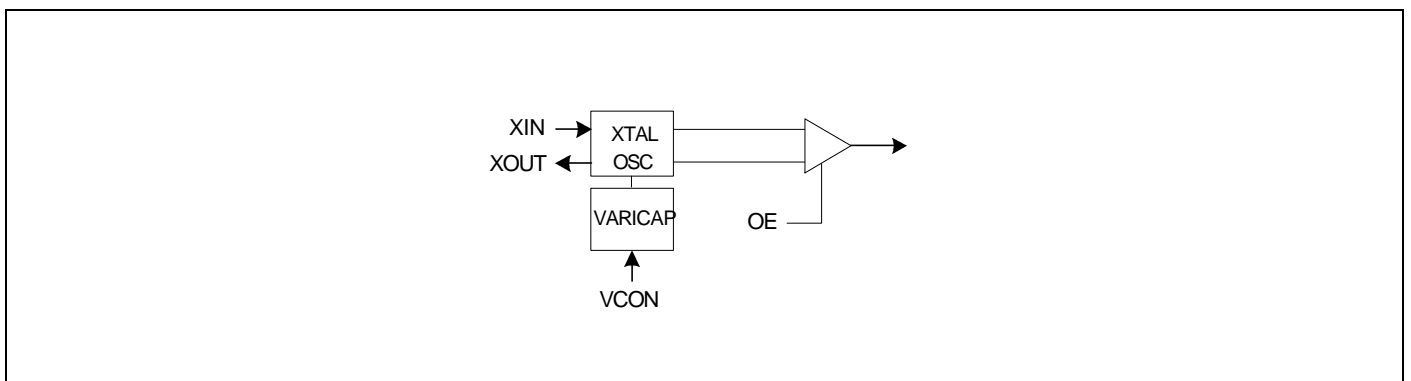 XIN
XTAL
XOUT
OSC
VARICAP
OE
VCON